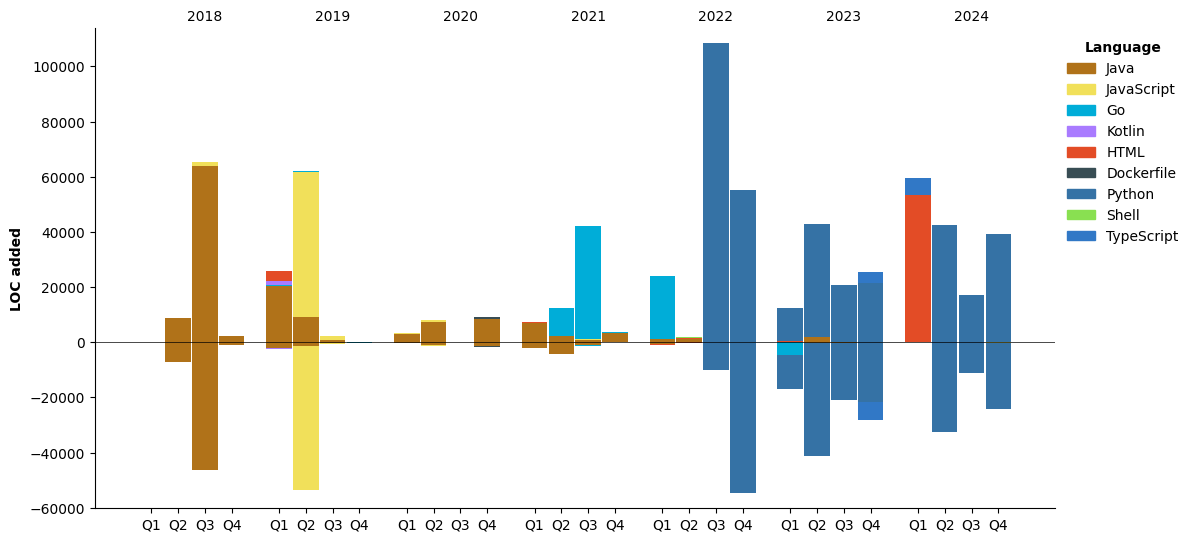 2018 2019 2020 2021 2022 2023 2024
LOC added
100000
80000
60000
40000
20000
0
−20000
−40000
−60000
Q1 Q2 Q3 Q4 Q1 Q2 Q3 Q4 Q1 Q2 Q3 Q4 Q1 Q2 Q3 Q4 Q1 Q2 Q3 Q4 Q1 Q2 Q3 Q4 Q1 Q2 Q3 Q4
Language
Java
JavaScript
Go
Kotlin
HTML
Dockerfile
Python
Shell
TypeScript